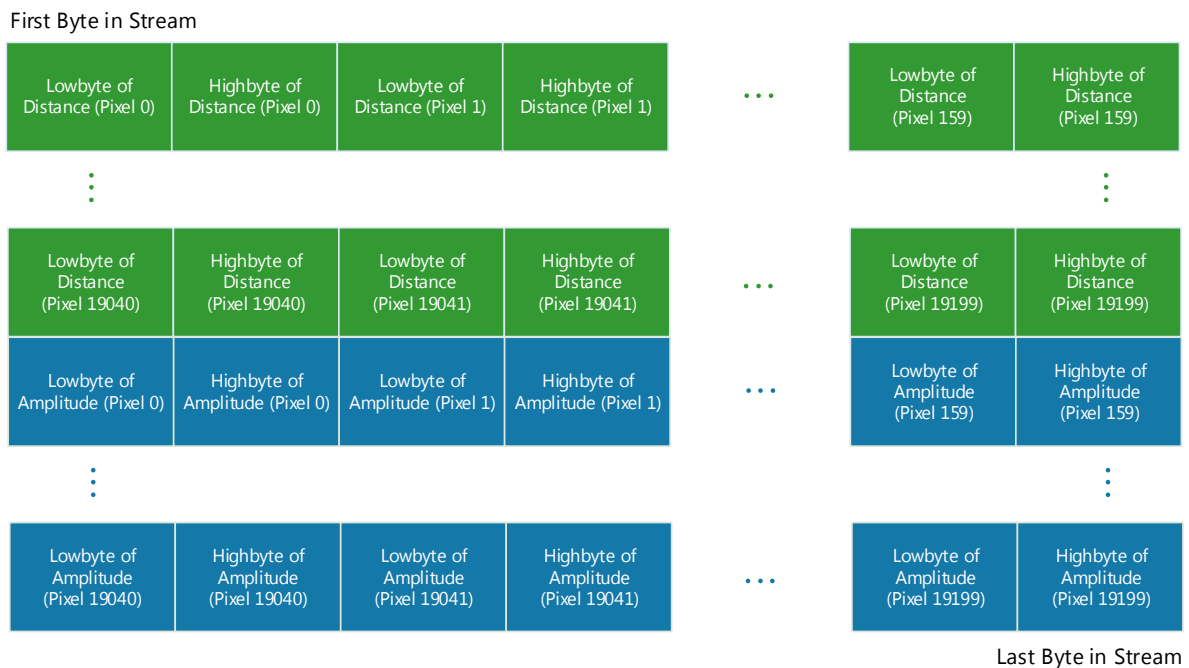 First Byte in Stream
Lowbyte of
Distance (Pixel 0)
Highbyte of
Distance (Pixel 0)
Lowbyte of
Distance (Pixel 1)
Highbyte of
Distance (Pixel 1)
...
Lowbyte of
Distance
(Pixel 159)
Highbyte of
Distance
(Pixel 159)
Lowbyte of
Distance
(Pixel 19040)
Highbyte of
Distance
(Pixel 19040)
Lowbyte of
Distance
(Pixel 19041)
Highbyte of
Distance
(Pixel 19041)
...
Lowbyte of
Distance
(Pixel 19199)
Highbyte of
Distance
(Pixel 19199)
Lowbyte of
Amplitude (Pixel 0)
Highbyte of
Amplitude (Pixel 0)
Lowbyte of
Amplitude (Pixel 1)
Highbyte of
Amplitude (Pixel 1)
...
Lowbyte of
Amplitude
(Pixel 159)
Highbyte of
Amplitude
(Pixel 159)
Lowbyte of
Amplitude
(Pixel 19040)
Highbyte of
Amplitude
(Pixel 19040)
Lowbyte of
Amplitude
(Pixel 19041)
Highbyte of
Amplitude
(Pixel 19041)
...
Lowbyte of
Amplitude
(Pixel 19199)
Highbyte of
Amplitude
(Pixel 19199)
Last Byte in Stream